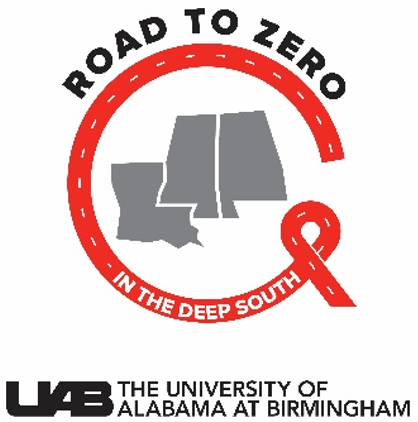 ROAD TO ZERO
IN THE DEEP SOUTH
UAB THE UNIVERSITY OF
ALABAMA AT BIRMINGHAM